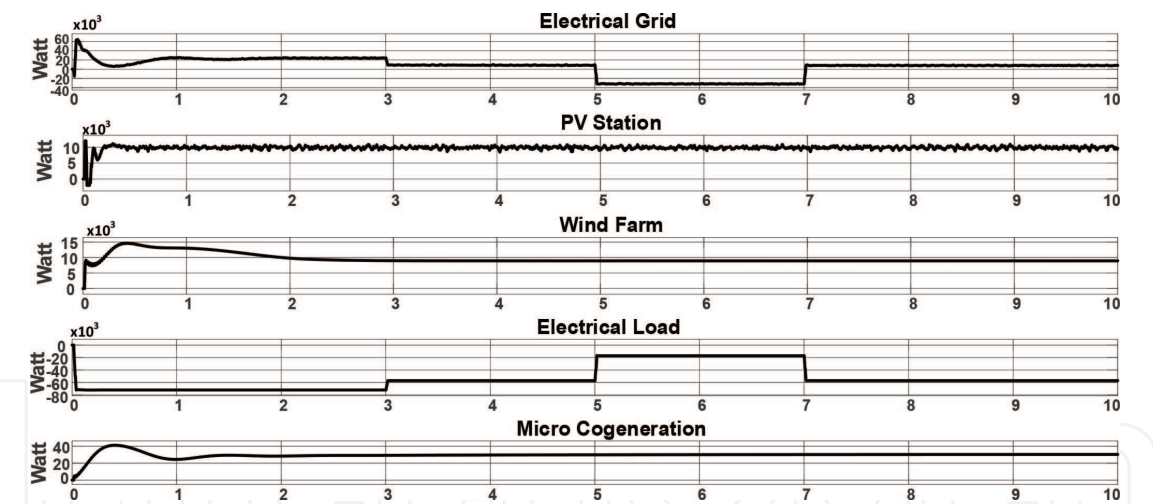 Electrical Grid
x10³
Watt
60
40
20
0
-20
-40
0 1 2 3 4 5 6 7 8 9 10
PV Station
x10³
Watt
10
5
0
0 1 2 3 4 5 6 7 8 9 10
Wind Farm
x10³
Watt
15
10
5
0
0 1 2 3 4 5 6 7 8 9 10
Electrical Load
x10³
Watt
0
-20
-40
-60
-80
0 1 2 3 4 5 6 7 8 9 10
Micro Cogeneration
Watt
40
20
0
0 1 2 3 4 5 6 7 8 9 10